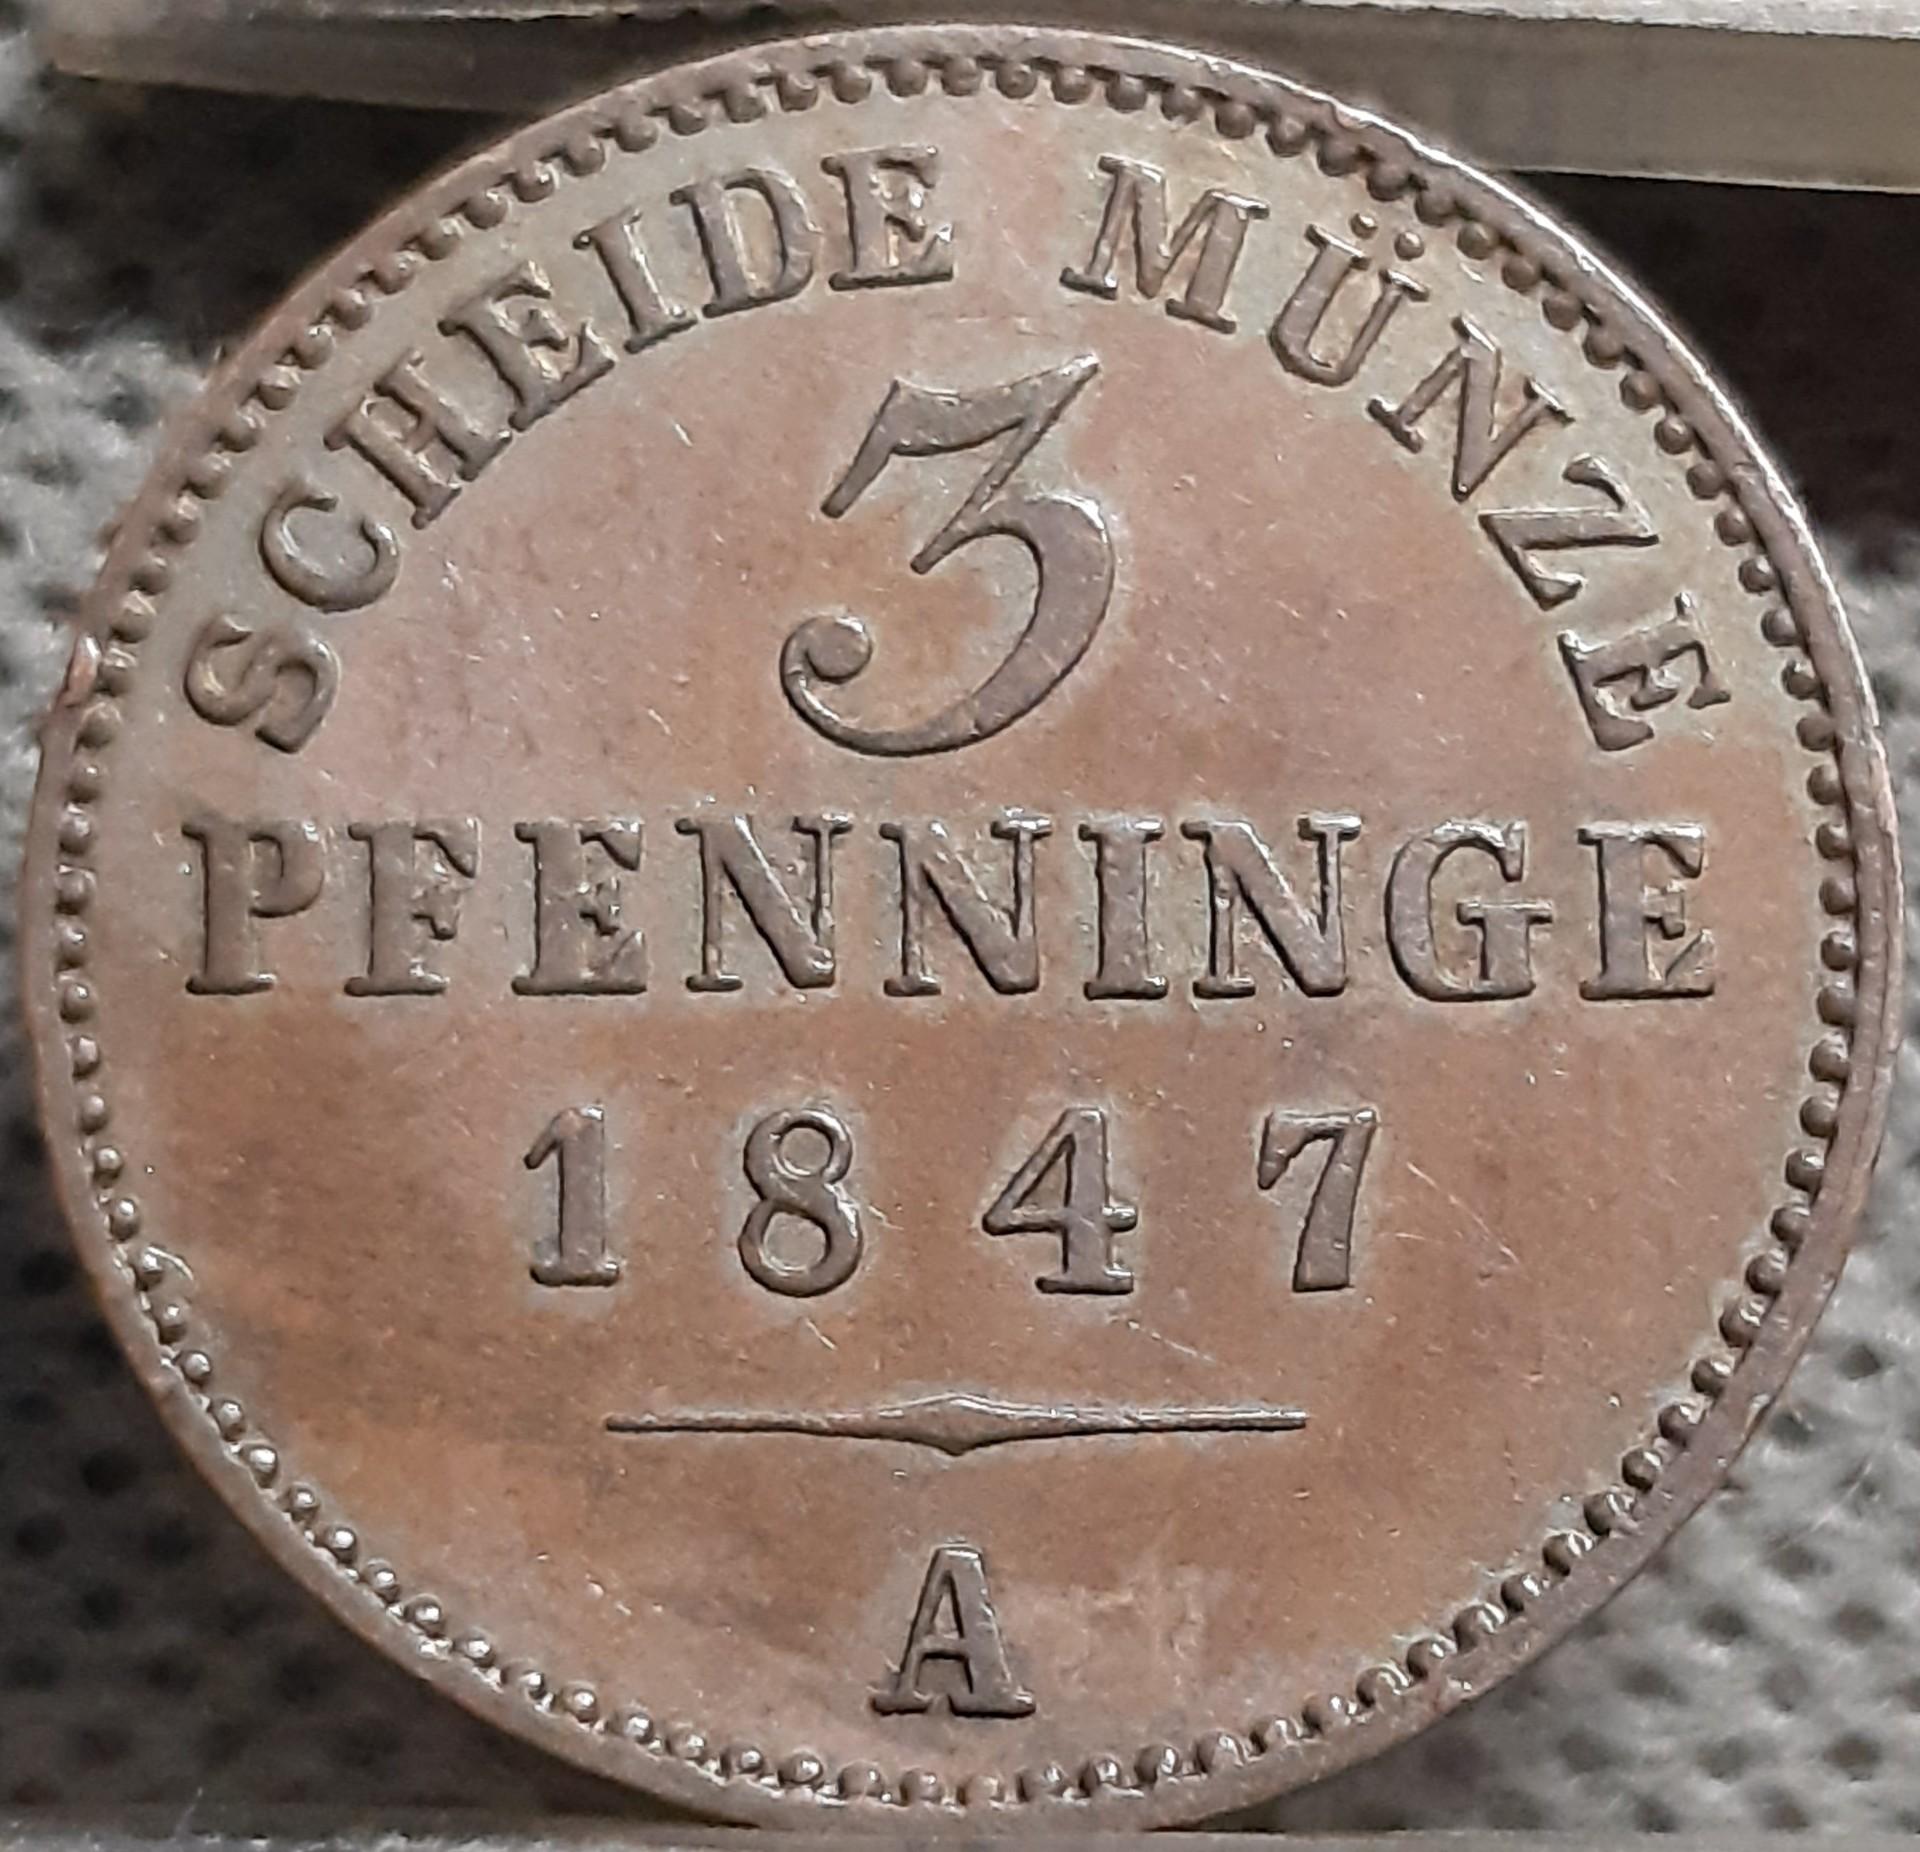 SCHEIDE MÜNZE
3
PFENNINGE
1847
A